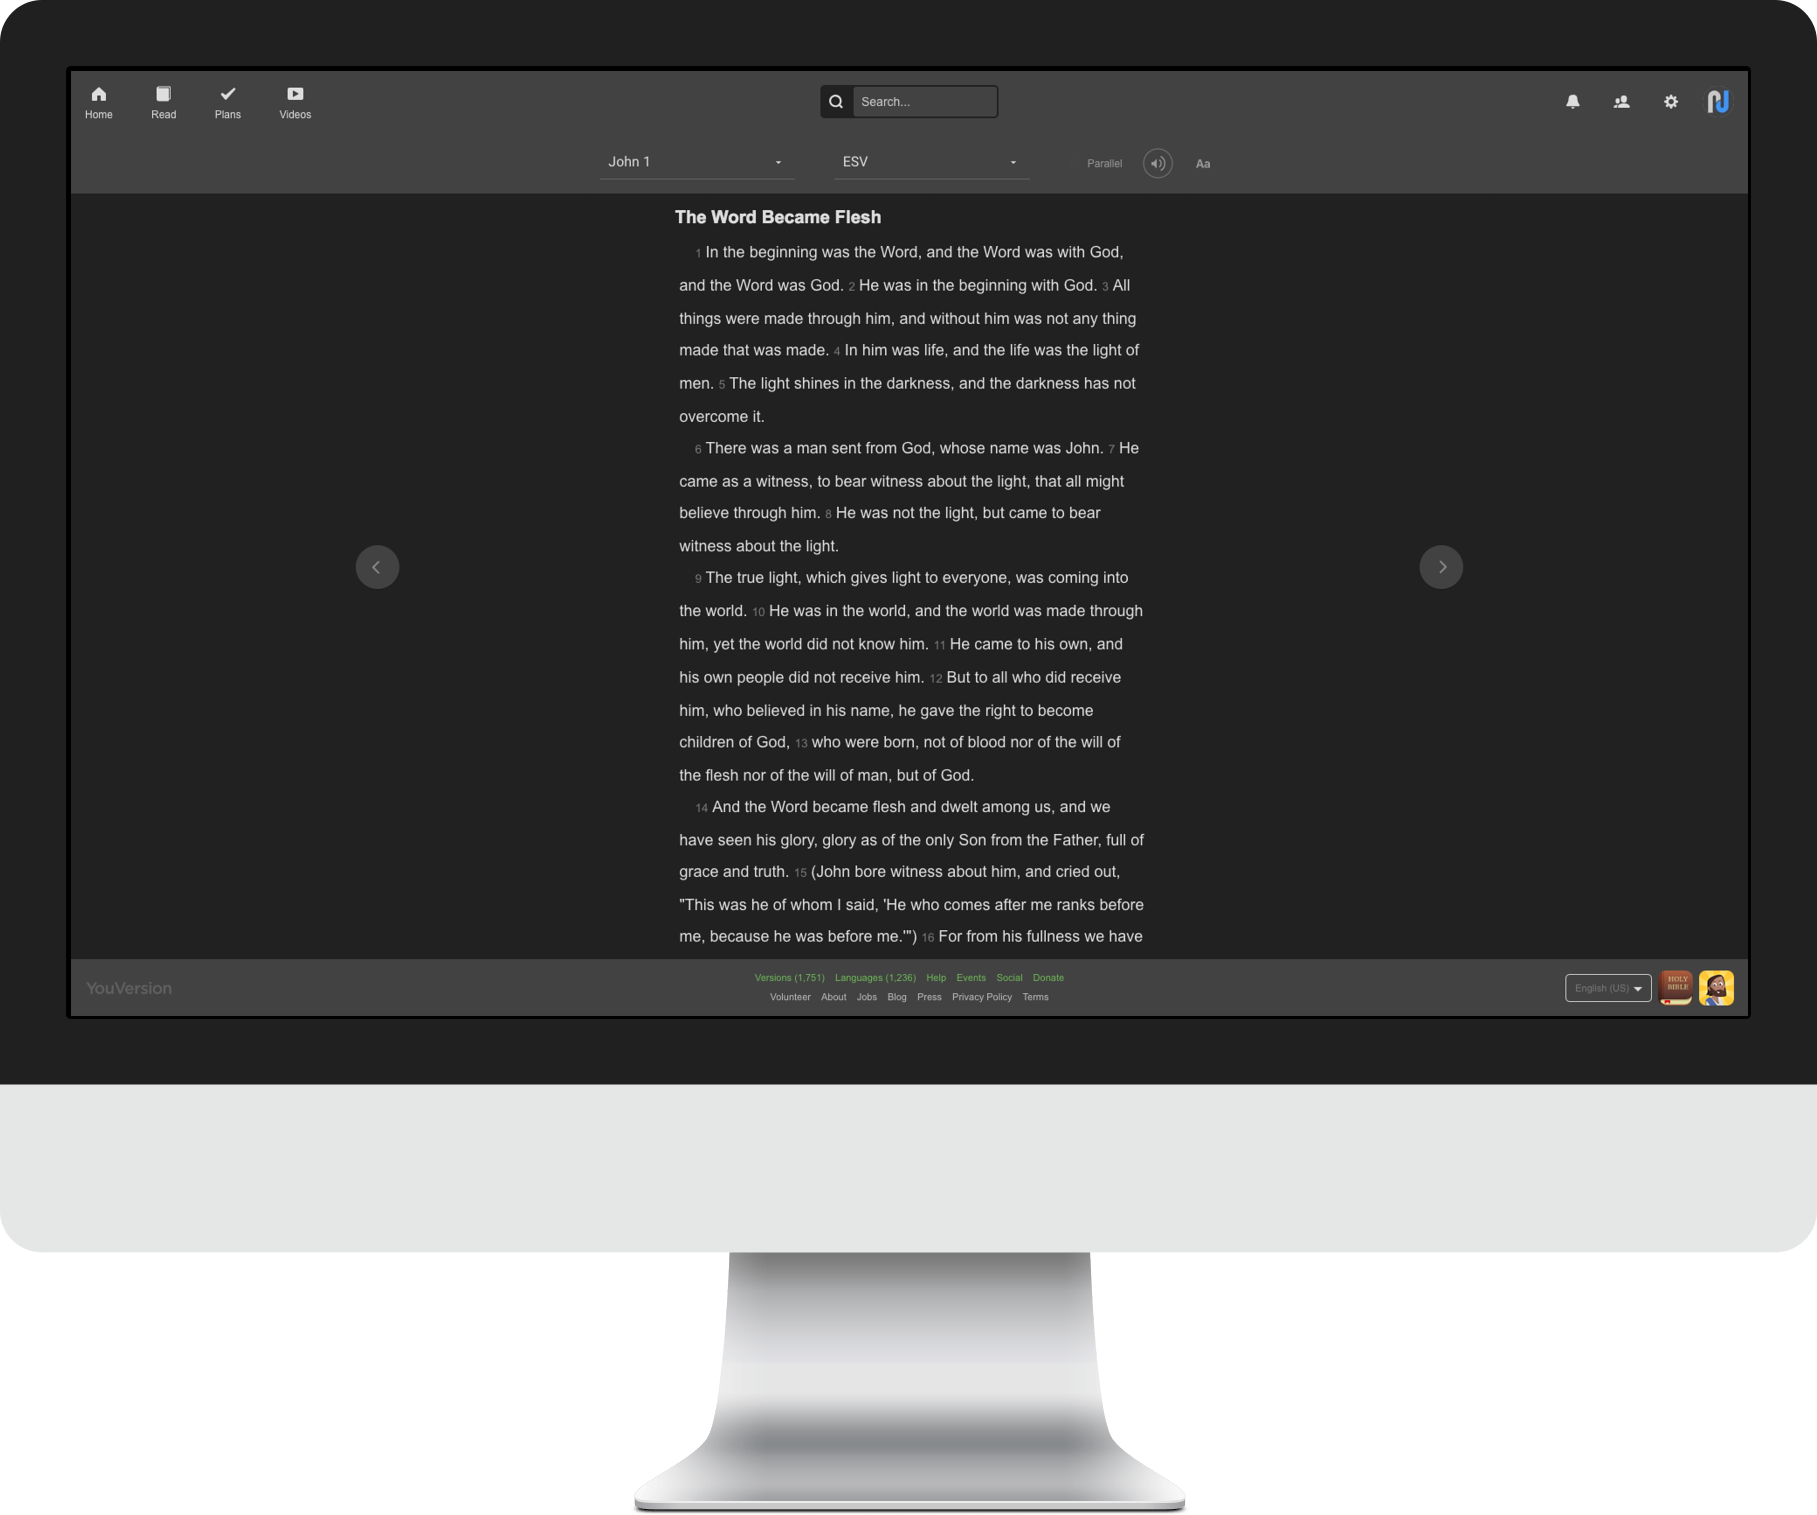 Home Read Plans Videos
Search...
John 1 ESV Parallel Aa
The Word Became Flesh
1 In the beginning was the Word, and the Word was with God,
and the Word was God. 2 He was in the beginning with God. 3 All
things were made through him, and without him was not any thing
made that was made. 4 In him was life, and the life was the light of
men. 5 The light shines in the darkness, and the darkness has not
overcome it.
6 There was a man sent from God, whose name was John. 7 He
came as a witness, to bear witness about the light, that all might
believe through him. 8 He was not the light, but came to bear
witness about the light.
9 The true light, which gives light to everyone, was coming into
the world. 10 He was in the world, and the world was made through
him, yet the world did not know him. 11 He came to his own, and
his own people did not receive him. 12 But to all who did receive
him, who believed in his name, he gave the right to become
children of God, 13 who were born, not of blood nor of the will of
the flesh nor of the will of man, but of God.
14 And the Word became flesh and dwelt among us, and we
have seen his glory, glory as of the only Son from the Father, full of
grace and truth. 15 (John bore witness about him, and cried out,
"This was he of whom I said, 'He who comes after me ranks before
me, because he was before me.'") 16 For from his fullness we have
YouVersion
Versions (1,751) Languages (1,236) Help Events Social Donate
Volunteer About Jobs Blog Press Privacy Policy Terms
English (US)
HOLY
BIBLE